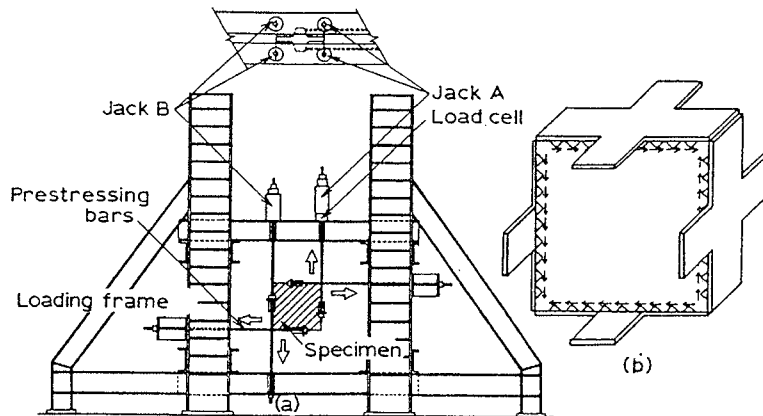 Jack B
Jack A
Load cell
Prestressing
bars
Loading frame
Specimen
(a)
(b)